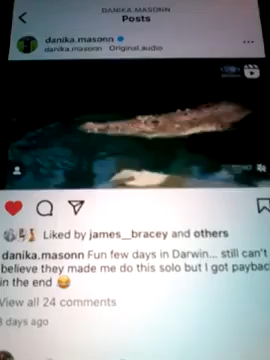 DANIKA.MASONN
Posts
danika.masonn
danika.masonn Original audio
Liked by james__bracey and others
danika.masonn Fun few days in Darwin... still can't
believe they made me do this solo but I got payback
in the end 😂
View all 24 comments
8 days ago